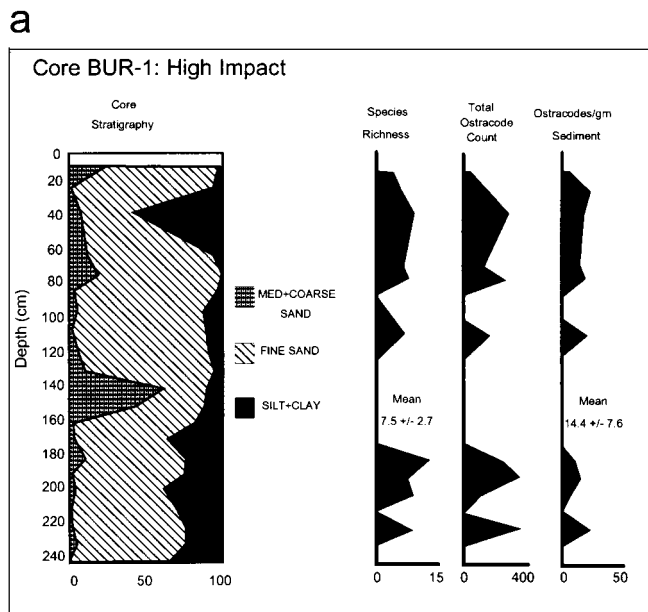 a
Core BUR-1: High Impact
Core
Stratigraphy
Species
Richness
Total
Ostracode
Count
Ostracodes/gm
Sediment
Depth (cm)
0
20
40
60
80
100
120
140
160
180
200
220
240
0 50 100
MED+COARSE
SAND
FINE SAND
SILT+CLAY
Mean
7.5 +/- 2.7
Mean
14.4 +/- 7.6
0 15
0 400
0 50